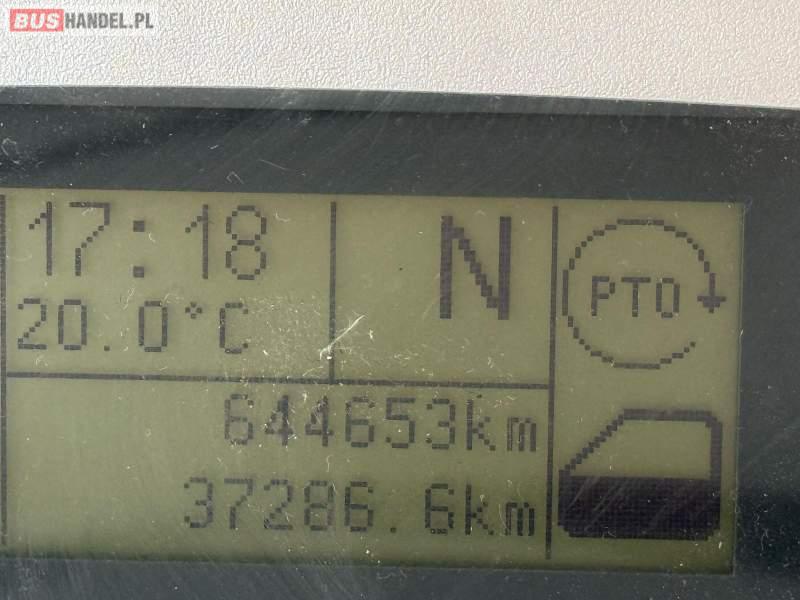 BUSHANDEL.PL
17:18
N
PTO
20.0°C
644653km
37286.6km